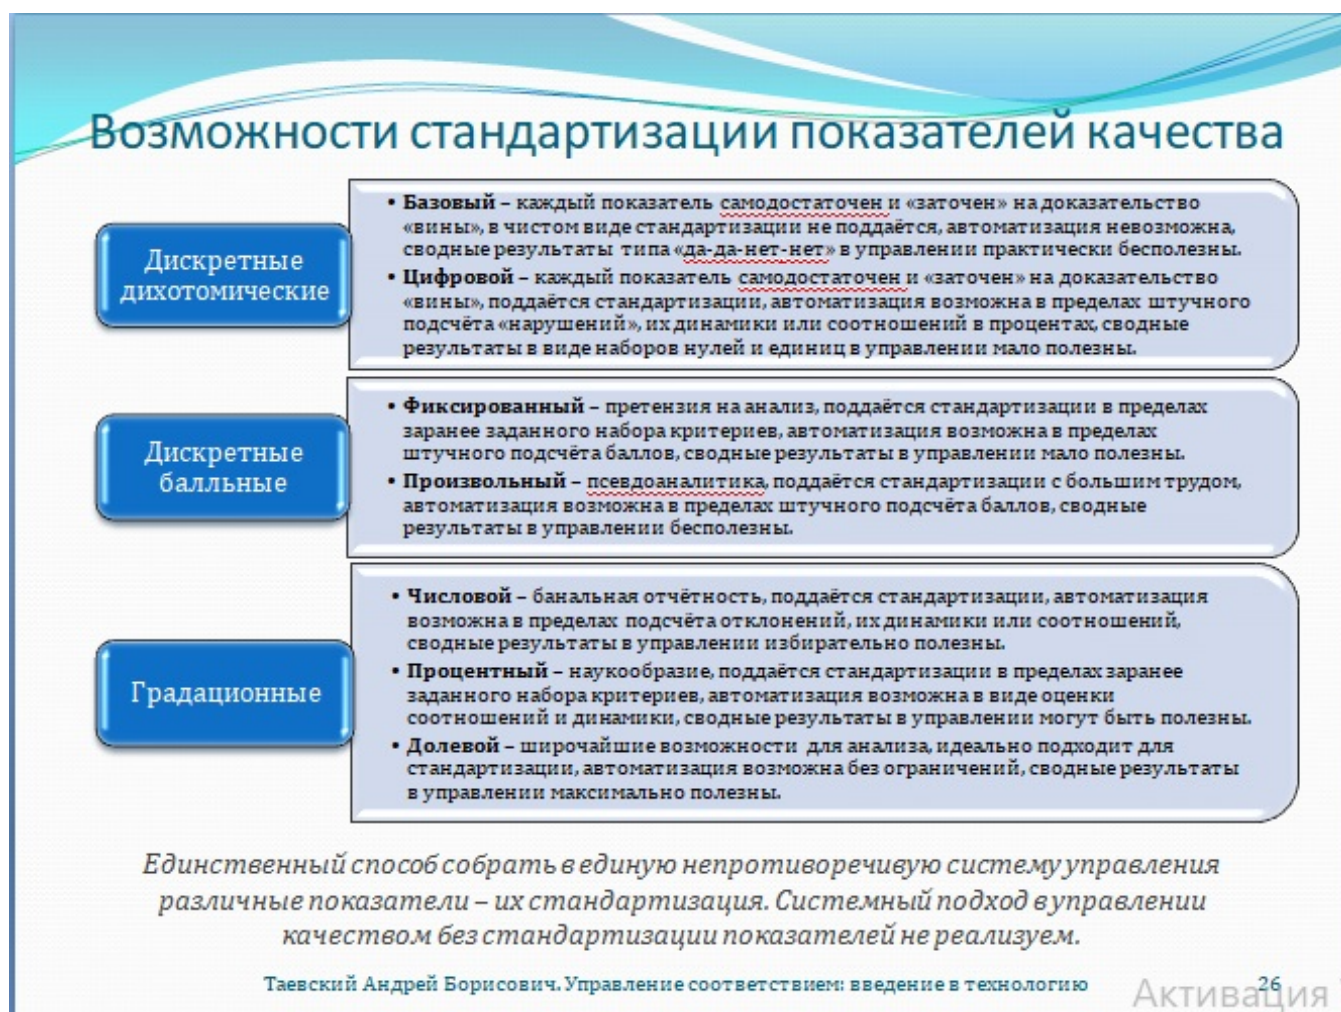 Возможности стандартизации показателей качества
Дискретные
дихотомические
• Базовый – каждый показатель самодостаточен и «заточен» на доказательство
«вины», в чистом виде стандартизации не поддаётся, автоматизация невозможна,
сводные результаты типа «да-да-нет-нет» в управлении практически бесполезны.
• Цифровой – каждый показатель самодостаточен и «заточен» на доказательство
«вины», поддаётся стандартизации, автоматизация возможна в пределах штучного
подсчёта «нарушений», их динамики или соотношений в процентах, сводные
результаты в виде наборов нулей и единиц в управлении мало полезны.
Дискретные
балльные
• Фиксированный – претензия на анализ, поддаётся стандартизации в пределах
заранее заданного набора критериев, автоматизация возможна в пределах
штучного подсчёта баллов, сводные результаты в управлении мало полезны.
• Произвольный – псевдоаналитика, поддаётся стандартизации с большим трудом,
автоматизация возможна в пределах штучного подсчёта баллов, сводные
результаты в управлении бесполезны.
Градационные
• Числовой – банальная отчётность, поддаётся стандартизации, автоматизация
возможна в пределах подсчёта отклонений, их динамики или соотношений,
сводные результаты в управлении избирательно полезны.
• Процентный – наукообразие, поддаётся стандартизации в пределах заранее
заданного набора критериев, автоматизация возможна в виде оценки
соотношений и динамики, сводные результаты в управлении могут быть полезны.
• Долевой – широчайшие возможности для анализа, идеально подходит для
стандартизации, автоматизация возможна без ограничений, сводные результаты
в управлении максимально полезны.
Единственный способ собрать в единую непротиворечивую систему управления
различные показатели – их стандартизация. Системный подход в управлении
качеством без стандартизации показателей не реализуем.
Таевский Андрей Борисович. Управление соответствием: введение в технологию
26
Активация